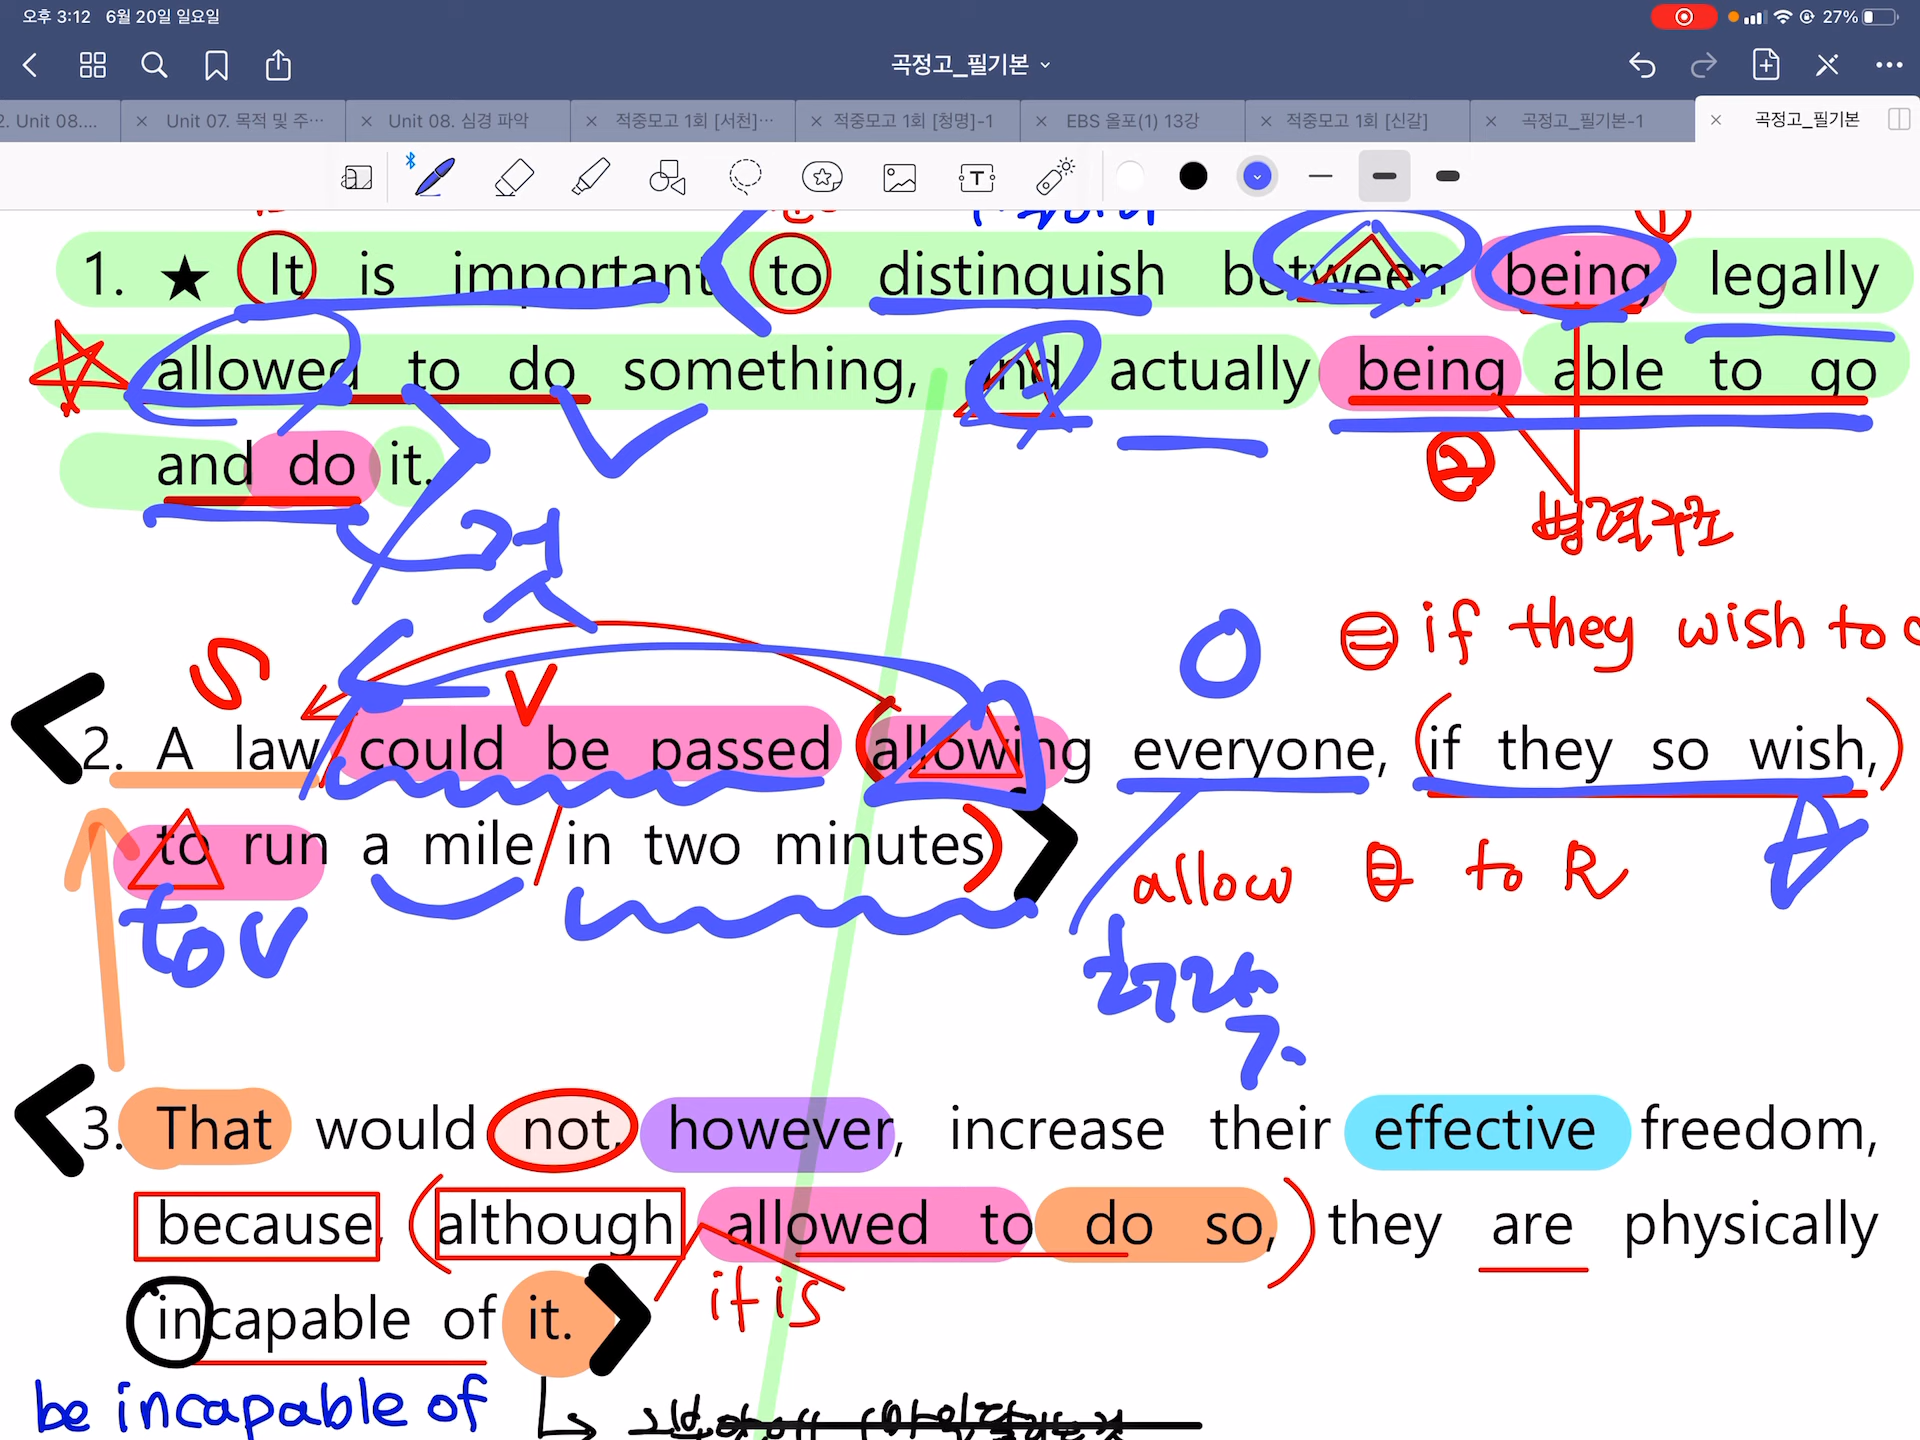 오후 3:12 6월 20일 일요일
27%
곡정고_필기본
2. Unit 08....
Unit 07. 목적 및 주…
Unit 08. 심경 파악
적중모고 1회 [서천]…
적중모고 1회 [청명]-1
EBS 올포(1) 13강
적중모고 1회 [신갈]
곡정고_필기본-1
곡정고_필기본
1. ★ It is important to distinguish between being legally
allowed to do something, and actually being able to go
and do it.
①
②
병렬구조
= if they wish to
S
V
O
2. A law could be passed allowing everyone, if they so wish,
to run a mile in two minutes
to V
allow O to R
3. That would not, however, increase their effective freedom,
because, although allowed to do so, they are physically
incapable of it.
it is
be incapable of